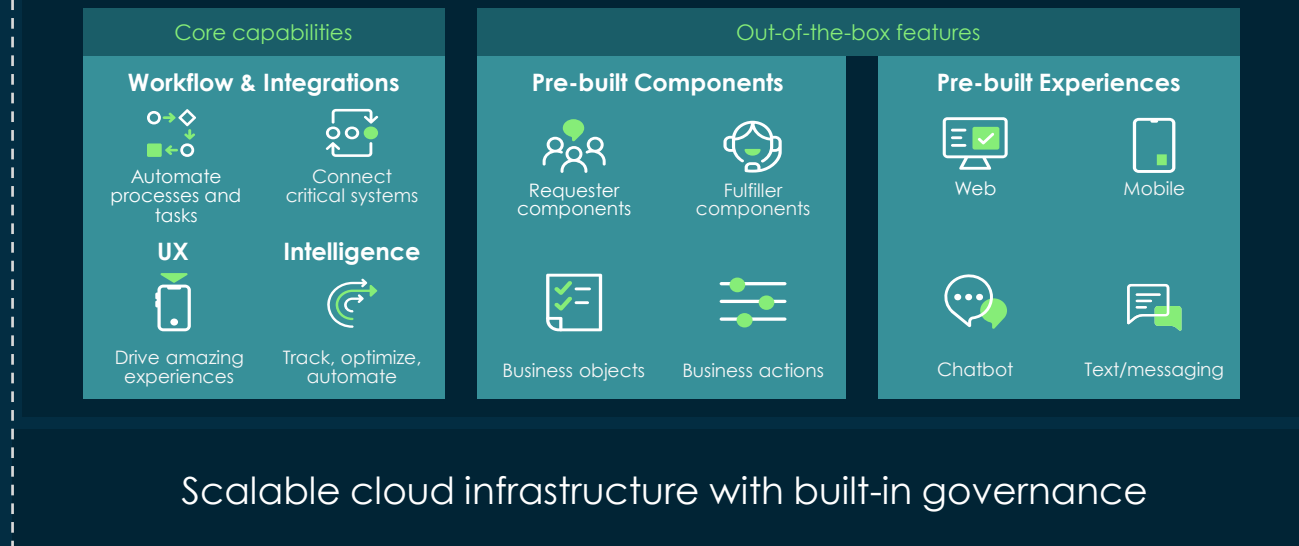 Core capabilities
Out-of-the-box features
Workflow & Integrations
Automate
processes and
tasks
Connect
critical systems
UX
Drive amazing
experiences
Intelligence
Track, optimize,
automate
Pre-built Components
Requester
components
Fulfiller
components
Business objects
Business actions
Pre-built Experiences
Web
Mobile
Chatbot
Text/messaging
Scalable cloud infrastructure with built-in governance